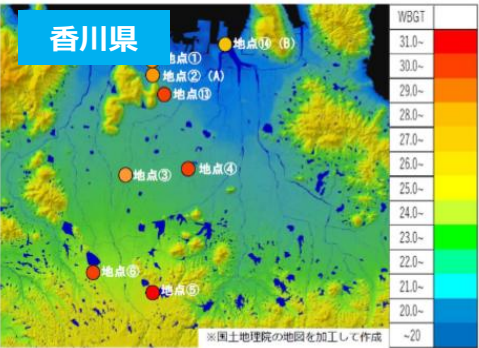 香川県
地点⑭（B）
地点①
地点②（A）
地点⑬
地点③
地点④
地点⑥
地点⑤
※国土地理院の地図を加工して作成
WBGT
31.0~
30.0~
29.0~
28.0~
27.0~
26.0~
25.0~
24.0~
23.0~
22.0~
21.0~
20.0~
~20